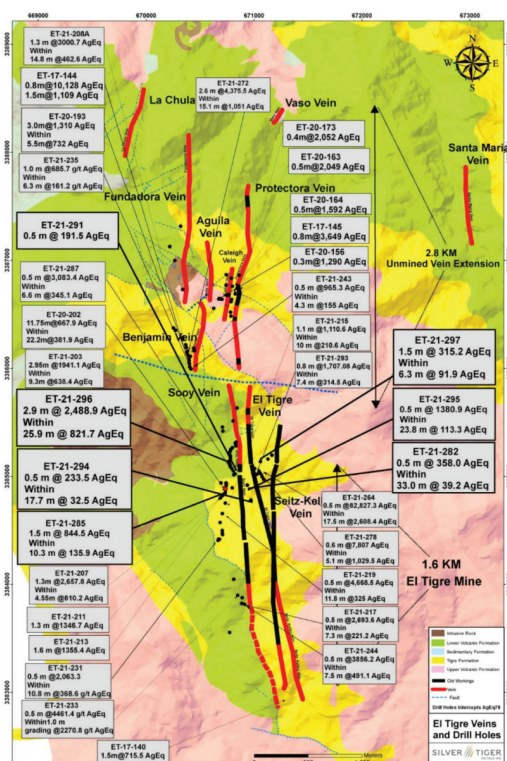 669000
670000
671000
672000
673000
3389000
3388000
3387000
3386000
3385000
3384000
3383000
ET-21-208A
1.3 m @3000.7 AgEq
Within
14.8 m @462.6 AgEq
ET-17-144
0.8m@10,128 AgEq
1.5m@1,109 AgEq
ET-20-193
3.0m@1,310 AgEq
Within
5.5m@732 AgEq
ET-21-235
1.0 m @685.7 g/t AgEq
Within
6.3 m @161.2 g/t AgEq
ET-21-291
0.5 m @ 191.5 AgEq
ET-21-287
0.5 m @3,083.4 AgEq
Within
6.6 m @345.1 AgEq
ET-20-202
11.75m@667.9 AgEq
22.2m@381.9 AgEq
ET-21-203
2.95m @1941.1 AgEq
Within
9.3m @ 638.4 AgEq
ET-21-296
2.9 m @ 2,488.9 AgEq
Within
25.9 m @ 821.7 AgEq
ET-21-294
0.5 m @ 233.5 AgEq
Within
17.7 m @ 32.5 AgEq
ET-21-285
1.5 m @ 844.5 AgEq
Within
10.3 m @ 135.9 AgEq
ET-21-207
1.3m @2,657.8 AgEq
Within
4.55m @810.2 AgEq
ET-21-211
1.3m @ 1346.7 AgEq
ET-21-213
1.6 m @1355.4 AgEq
ET-21-231
0.5 m @2,063.3
Within
10.8 m @368.6 g/t AgEq
ET-21-233
0.5 m @4461.4 g/t AgEq
Within1.0 m
grading @2270.8 g/t AgEq
ET-17-140
1.5m@715.5 AgEq
ET-21-272
2.6 m @ 4,375.5 AgEq
Within
15.1 m @ 1,051 AgEq
La Chula
Vaso Vein
Fundadora Vein
Aguila
Vein
Caleigh
Vein
Protectora Vein
Benjamin Vein
Sooy Vein
El Tigre
Vein
Seitz-Kel
Vein
Santa Maria
Vein
ET-20-173
0.4m@2,052 AgEq
ET-20-163
0.5m@2,049 AgEq
ET-20-164
0.5m@1,592 AgEq
ET-17-145
0.8m@3,649 AgEq
ET-20-156
0.3m@1,290 AgEq
ET-21-243
0.5 m @965.3 AgEq
Within
4.3 m @155 AgEq
ET-21-215
1.1 m @1,110.6 AgEq
Within
10 m @210.6 AgEq
ET-21-293
0.8 m @1,707.08 AgEq
Within
7.4 m @ 314.5 AgEq
2.8 KM
Unmined Vein Extension
ET-21-297
1.5 m @ 315.2 AgEq
Within
6.3 m @ 91.9 AgEq
ET-21-295
0.5 m @ 1380.9 AgEq
Within
23.8 m @ 113.3 AgEq
ET-21-282
0.5 m @ 358.0 AgEq
Within
33.0 m @ 39.2 AgEq
ET-21-264
0.5 m @82,827.3 AgEq
Within
17.5 m @2,608.4 AgEq
ET-21-278
0.6 m @7,807 AgEq
Within
5.1 m @1,029.5 AgEq
ET-21-219
0.5 m @4,668.5 AgEq
Within
11.8 m @325 AgEq
ET-21-217
0.5 m @2,693.6
Within
7.3 m @221.2 AgEq
ET-21-244
0.5 m @3856.2 AgEq
Within
7.5 m @491.1 AgEq
1.6 KM
El Tigre Mine
N
W
E
S
Intrusive Rock
Lower Volcanic Formation
Sedimentary Formation
Tigre Formation
Upper Volcanic Formation
Old Workings
Vein
Fault
Drill Holes Intercepts AgEq75
El Tigre Veins
and Drill Holes
SILVER TIGER
METALS INC
Meters